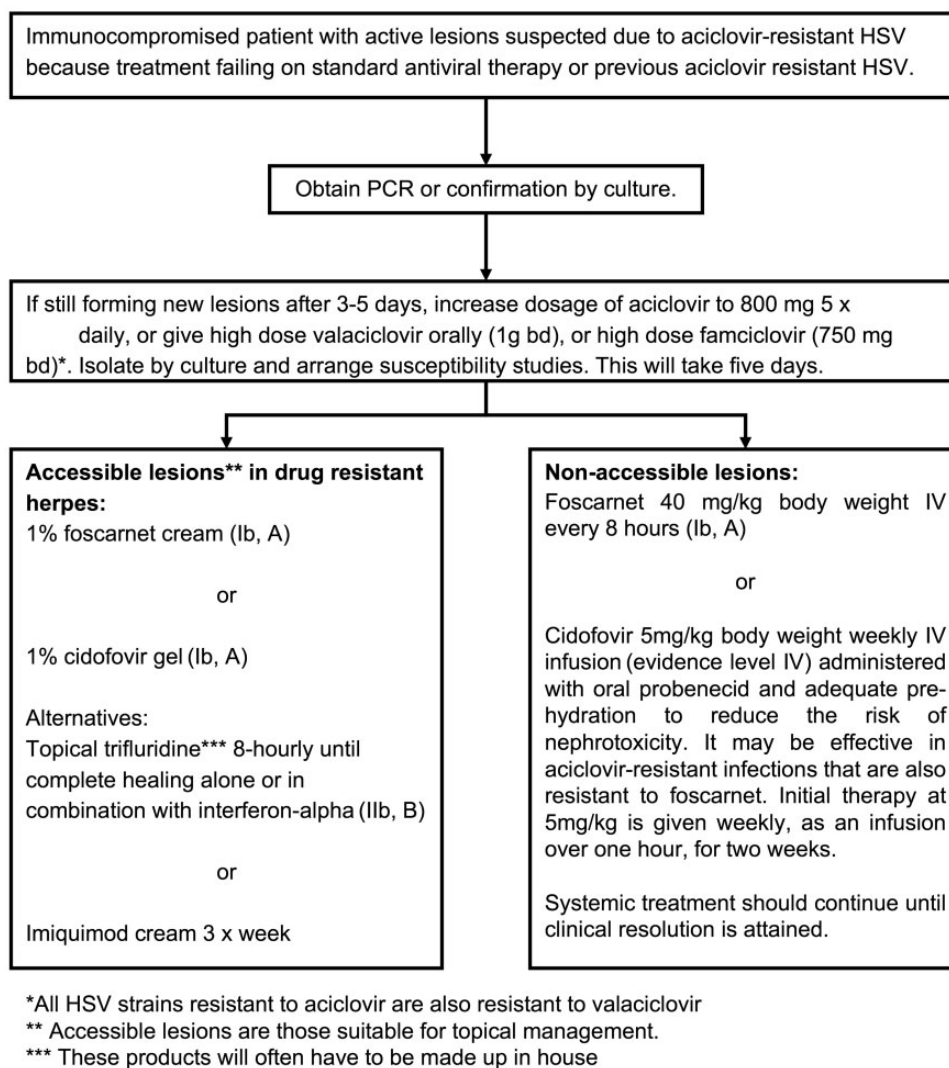 Immunocompromised patient with active lesions suspected due to aciclovir-resistant HSV
because treatment failing on standard antiviral therapy or previous aciclovir resistant HSV.
Obtain PCR or confirmation by culture.
If still forming new lesions after 3-5 days, increase dosage of aciclovir to 800 mg 5 x
daily, or give high dose valaciclovir orally (1g bd), or high dose famciclovir (750 mg
bd)*. Isolate by culture and arrange susceptibility studies. This will take five days.
Accessible lesions** in drug resistant
herpes:
1% foscarnet cream (Ib, A)
or
1% cidofovir gel (Ib, A)
Alternatives:
Topical trifluridine*** 8-hourly until
complete healing alone or in
combination with interferon-alpha (IIb, B)
or
Imiquimod cream 3 x week
Non-accessible lesions:
Foscarnet 40 mg/kg body weight IV
every 8 hours (Ib, A)
or
Cidofovir 5mg/kg body weight weekly IV
infusion (evidence level IV) administered
with oral probenecid and adequate pre-
hydration to reduce the risk of
nephrotoxicity. It may be effective in
aciclovir-resistant infections that are also
resistant to foscarnet. Initial therapy at
5mg/kg is given weekly, as an infusion
over one hour, for two weeks.
Systemic treatment should continue until
clinical resolution is attained.
*All HSV strains resistant to aciclovir are also resistant to valaciclovir
** Accessible lesions are those suitable for topical management.
*** These products will often have to be made up in house